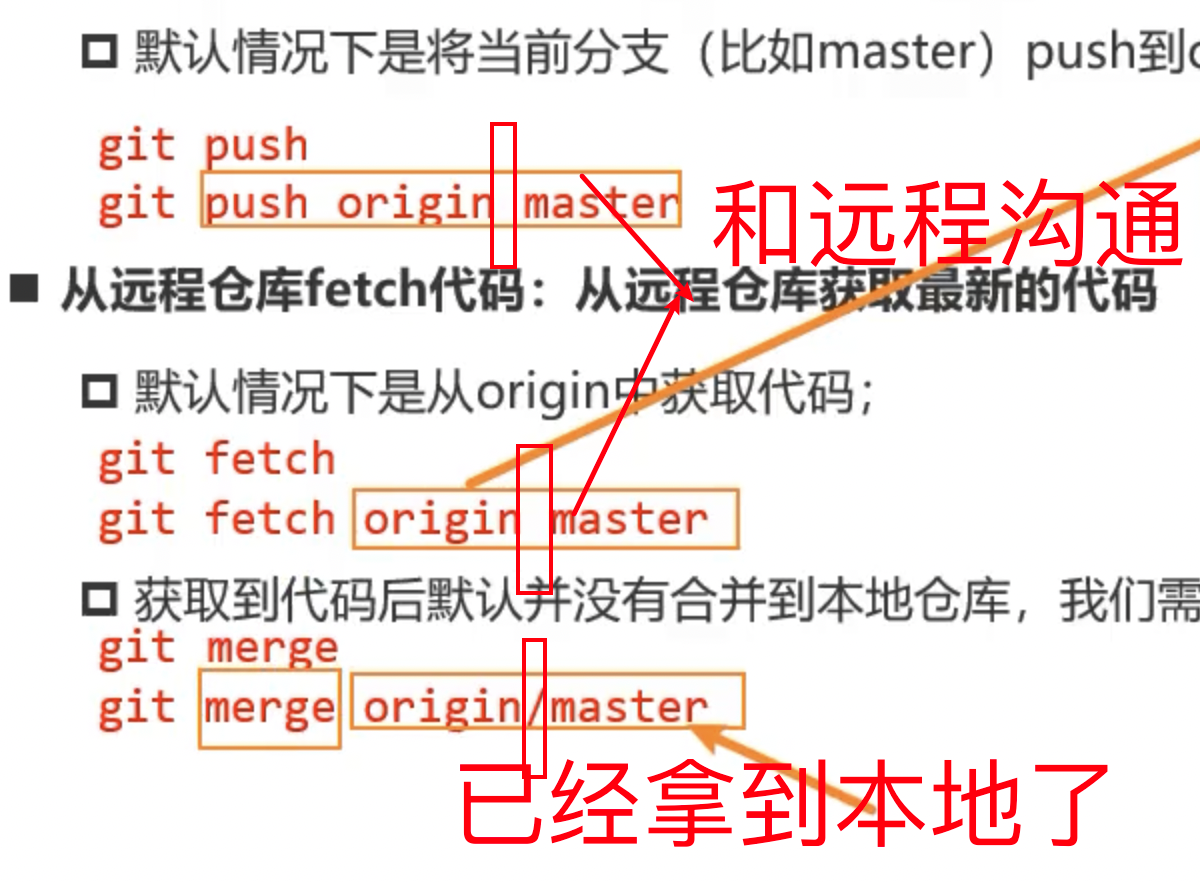 默认情况下是将当前分支（比如master）push到
git push
git push origin master
和远程沟通
从远程仓库fetch代码：从远程仓库获取最新的代码
默认情况下是从origin中获取代码；
git fetch
git fetch origin master
获取到代码后默认并没有合并到本地仓库，我们需
git merge
git merge origin/master
已经拿到本地了